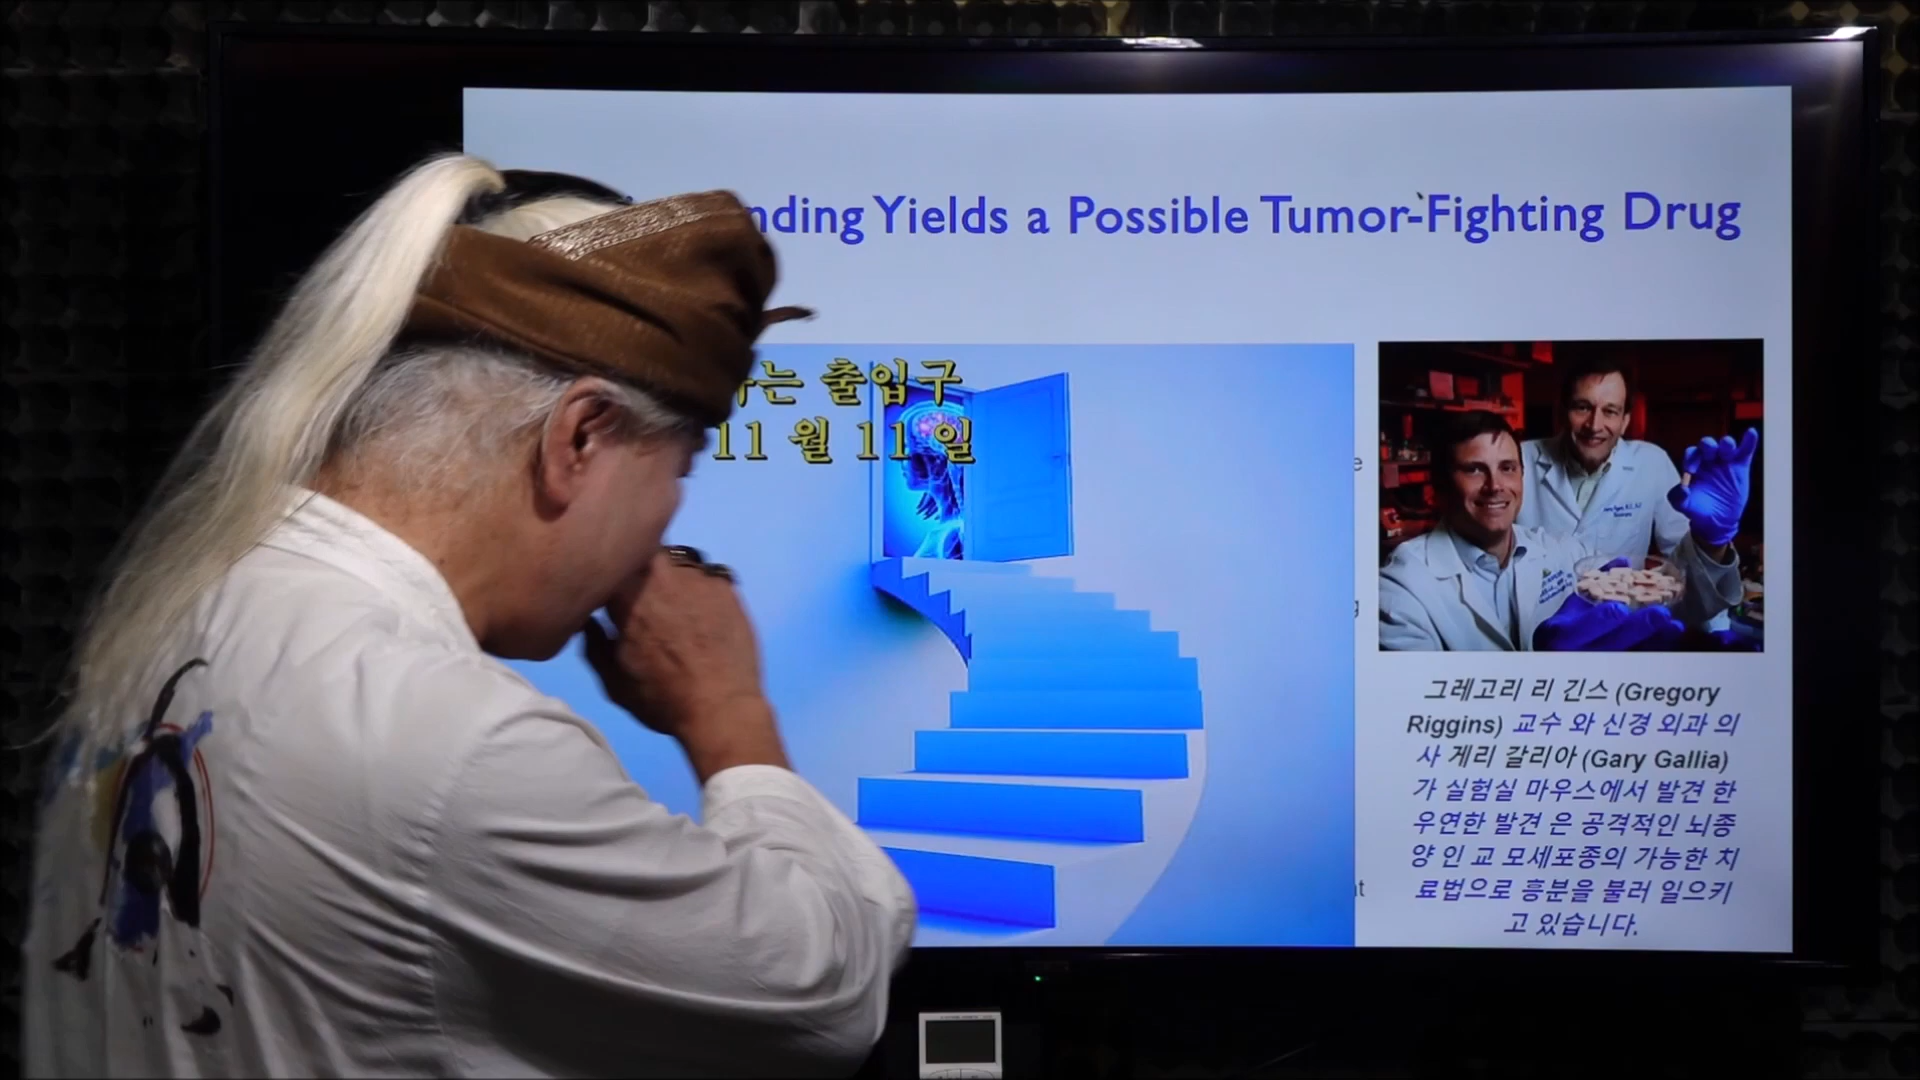 nding Yields a Possible Tumor-Fighting Drug
는 출입구
11 월 11 일
그레고리 리 긴스 (Gregory
Riggins) 교수 와 신경 외과 의
사 게리 갈리아 (Gary Gallia)
가 실험실 마우스에서 발견 한
우연한 발견 은 공격적인 뇌종
양 인 교 모세포종의 가능한 치
료법으로 흥분을 불러 일으키
고 있습니다.